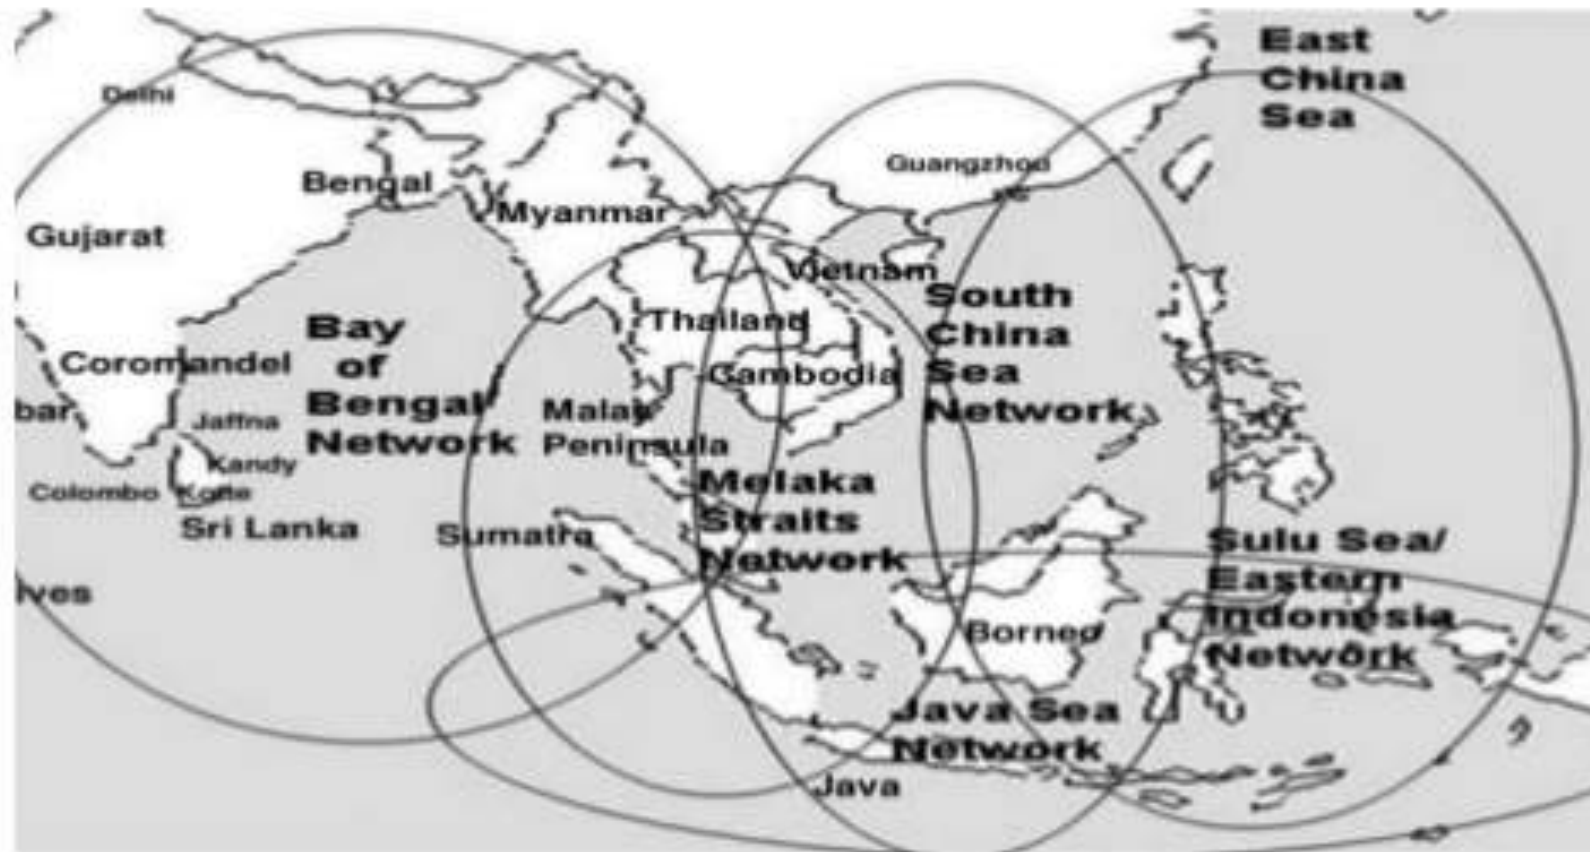 East
China
Sea
Delhi
Guangzhou
Bengal
Myanmar
Gujarat
Vietnam
South
China
Sea
Network
Thailand
Bay
of
Bengal
Network
Coromandel
Cambodia
bar
Jaffna
Malay
Peninsula
Kandy
Colombo
Kotte
Melaka
Straits
Network
Sri Lanka
Sumatra
Sulu Sea/
Eastern
Indonesia
Network
lves
Borneo
Java Sea
Network
Java